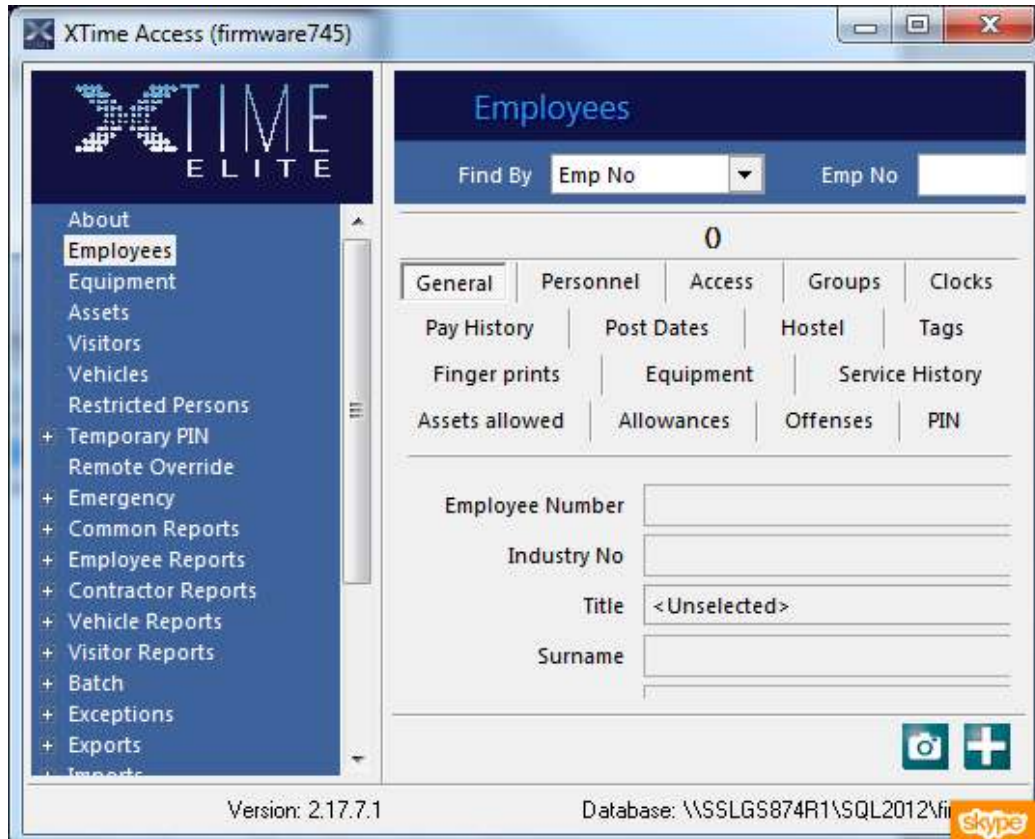 XTime Access (firmware745)
XTIME
ELITE
About
Employees
Equipment
Assets
Visitors
Vehicles
Restricted Persons
Temporary PIN
Remote Override
Emergency
Common Reports
Employee Reports
Contractor Reports
Vehicle Reports
Visitor Reports
Batch
Exceptions
Exports
Imports
Employees
Find By Emp No Emp No
()
General Personnel Access Groups Clocks
Pay History Post Dates Hostel Tags
Finger prints Equipment Service History
Assets allowed Allowances Offenses PIN
Employee Number
Industry No
Title <Unselected>
Surname
Version: 2.17.7.1 Database: \\SSLGS874R1\SQL2012\fi
skype